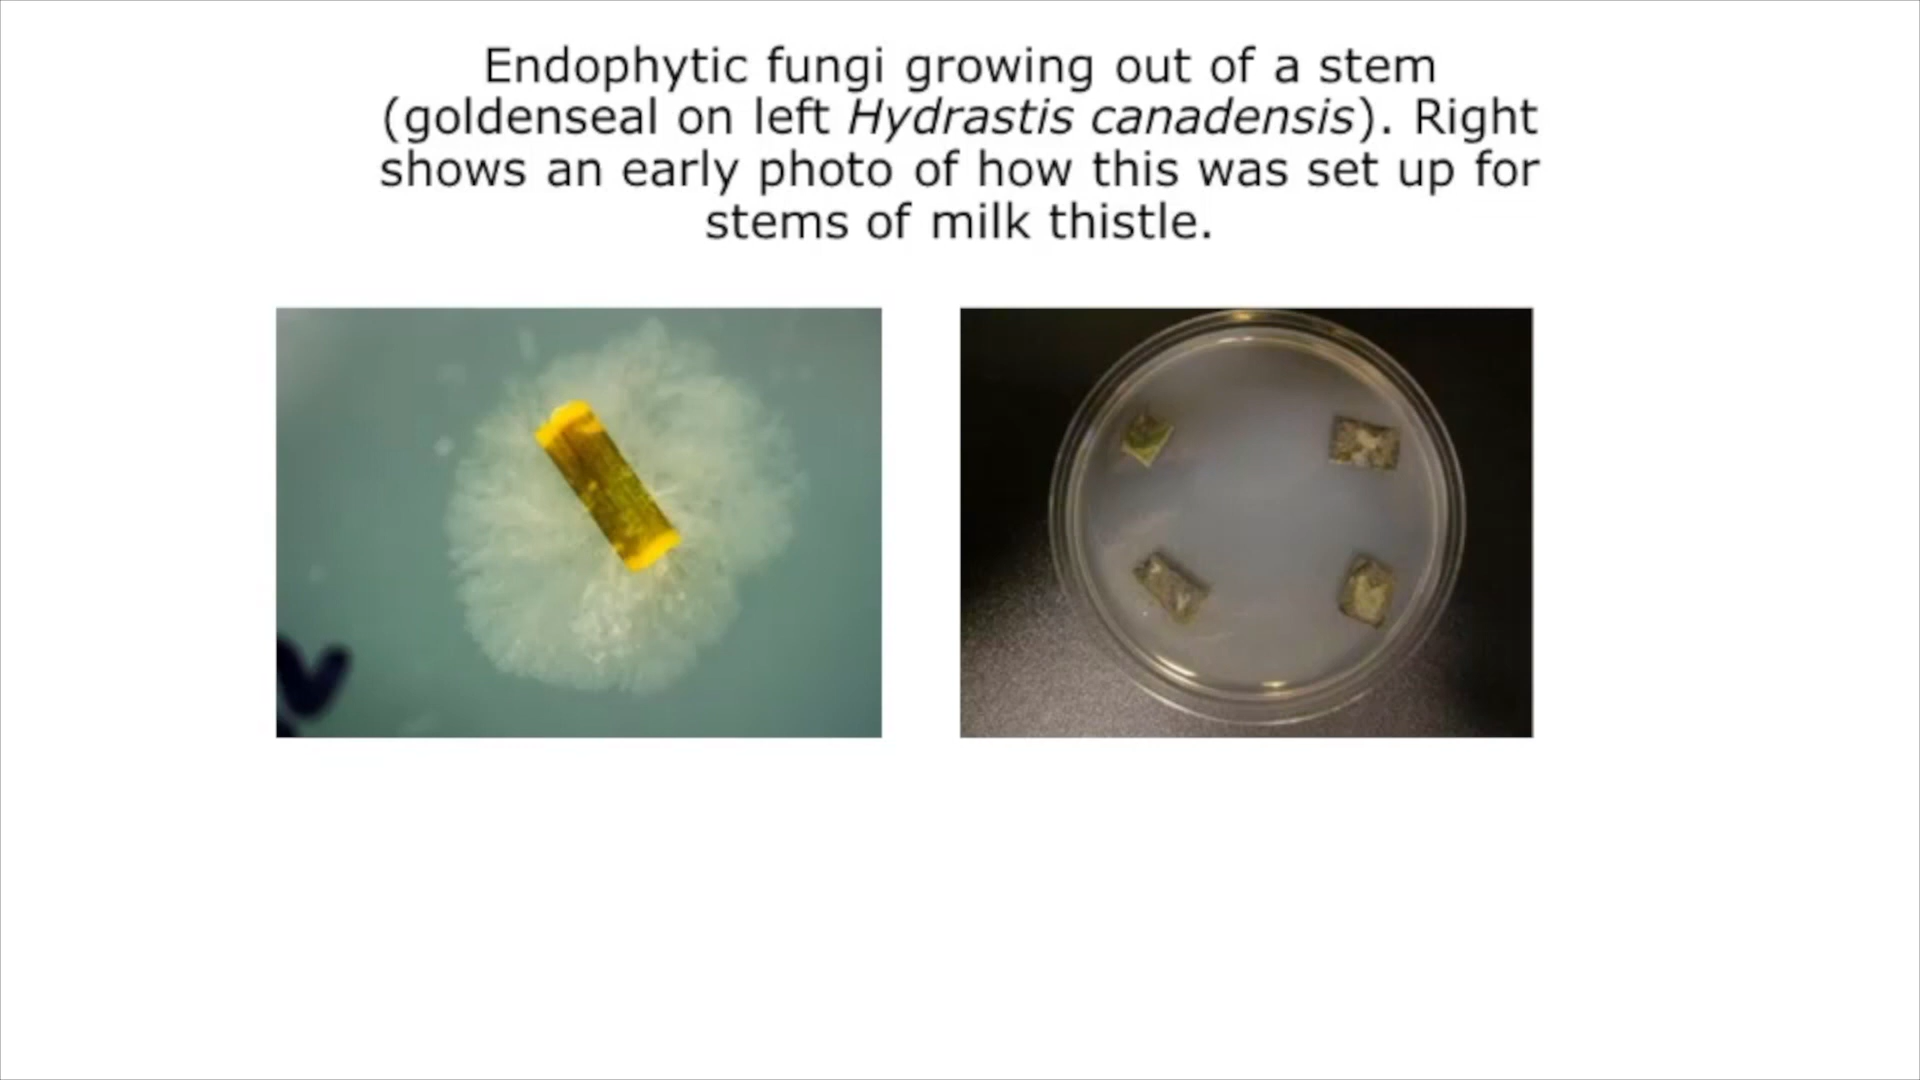 Endophytic fungi growing out of a stem
(goldenseal on left Hydrastis canadensis). Right
shows an early photo of how this was set up for
stems of milk thistle.